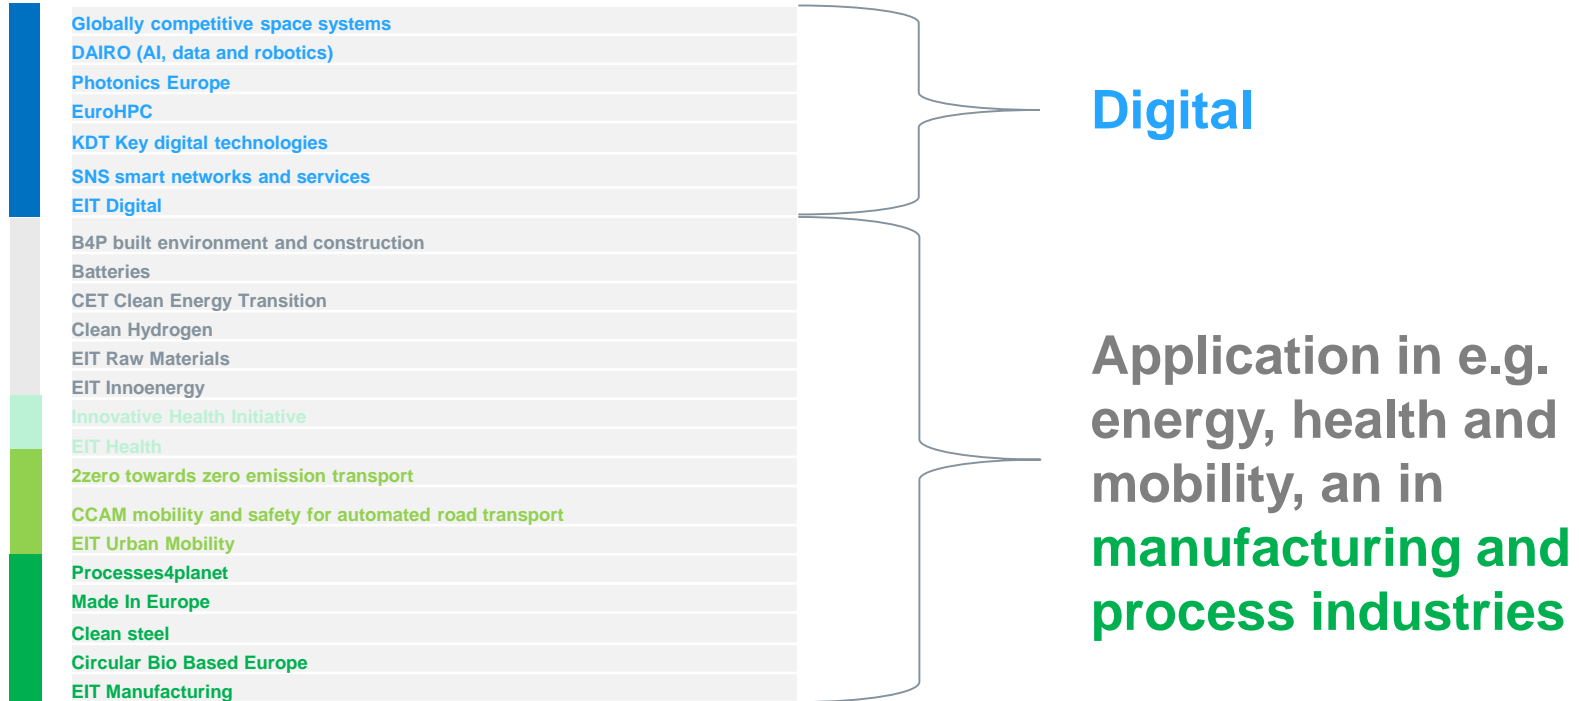 Globally competitive space systems
DAIRO (AI, data and robotics)
Photonics Europe
EuroHPC
KDT Key digital technologies
SNS smart networks and services
EIT Digital
B4P built environment and construction
Batteries
CET Clean Energy Transition
Clean Hydrogen
EIT Raw Materials
EIT Innoenergy
Innovative Health Initiative
EIT Health
2zero towards zero emission transport
CCAM mobility and safety for automated road transport
EIT Urban Mobility
Processes4planet
Made In Europe
Clean steel
Circular Bio Based Europe
EIT Manufacturing
Digital
Application in e.g.
energy, health and
mobility, an in
manufacturing and
process industries